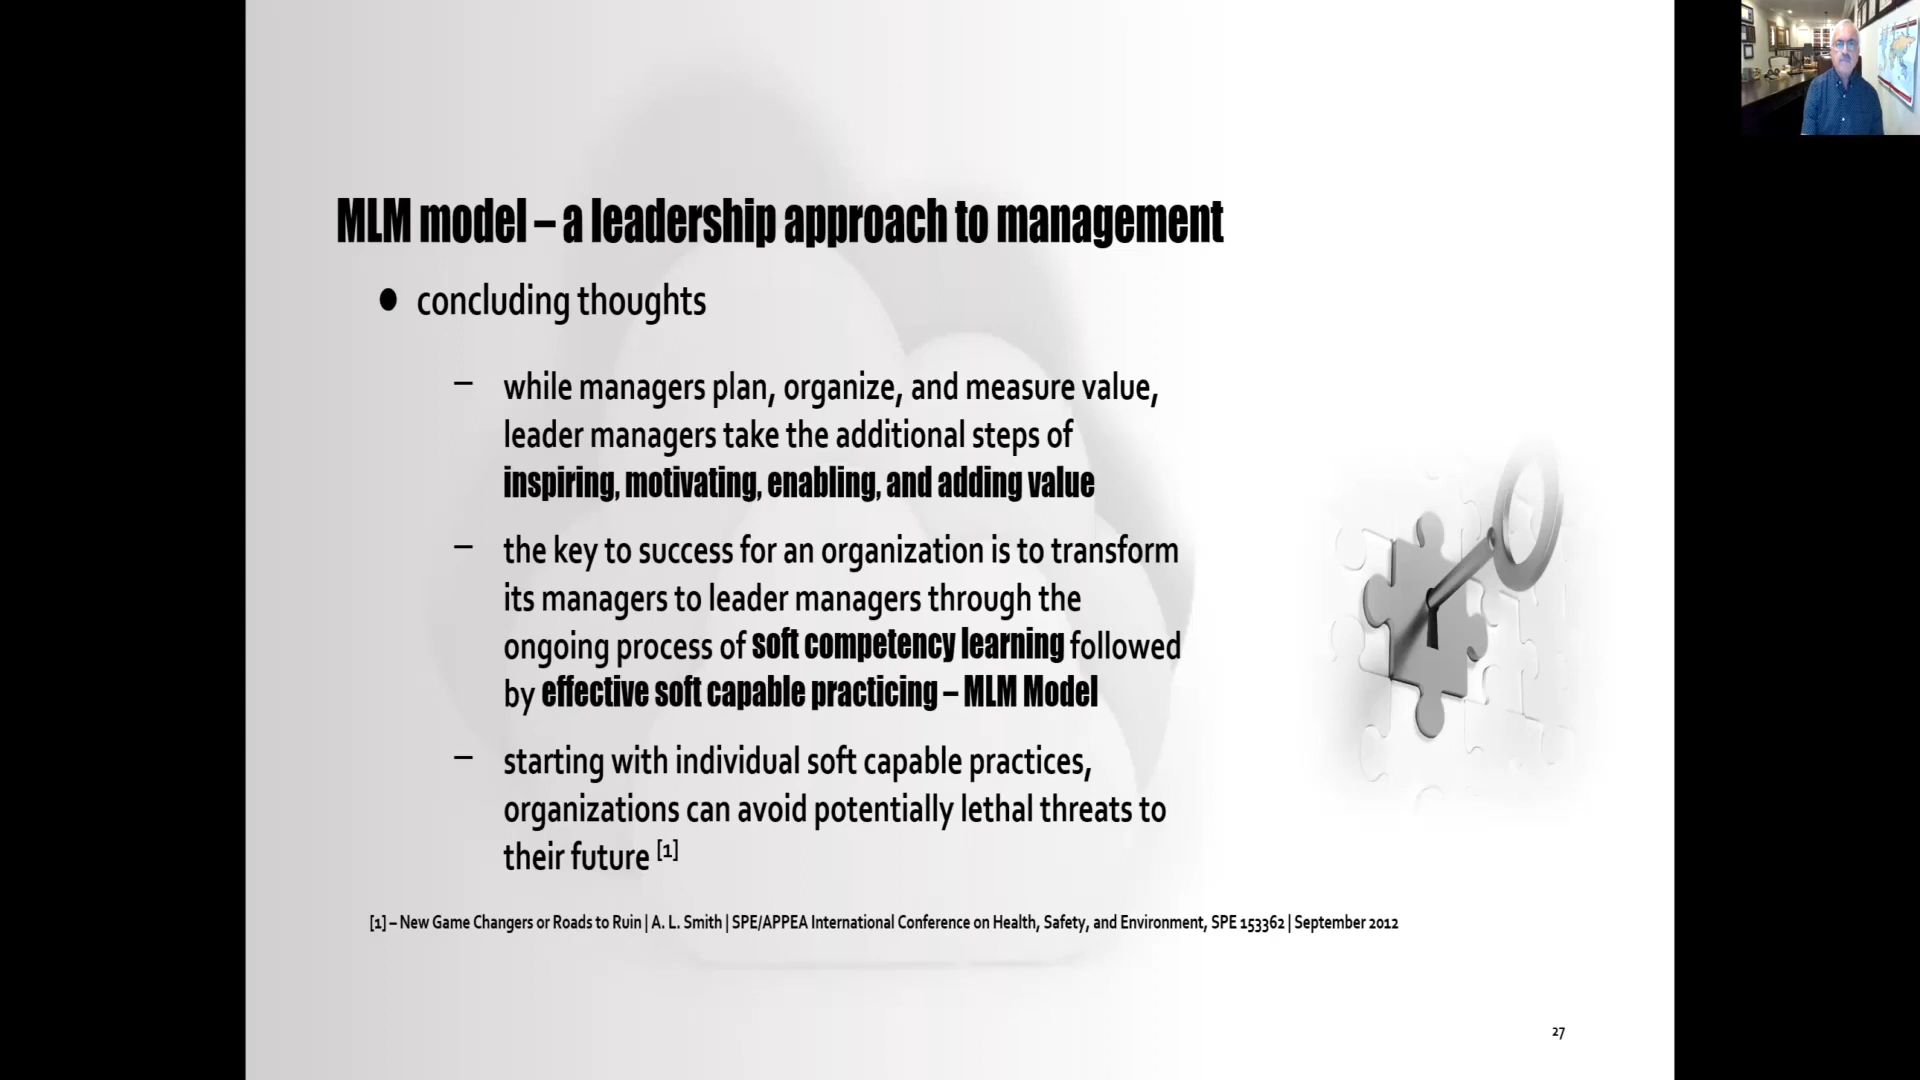 MLM model – a leadership approach to management
● concluding thoughts
– while managers plan, organize, and measure value,
leader managers take the additional steps of
inspiring, motivating, enabling, and adding value
– the key to success for an organization is to transform
its managers to leader managers through the
ongoing process of soft competency learning followed
by effective soft capable practicing – MLM Model
– starting with individual soft capable practices,
organizations can avoid potentially lethal threats to
their future [1]
[1] – New Game Changers or Roads to Ruin | A. L. Smith | SPE/APPEA International Conference on Health, Safety, and Environment, SPE 153362 | September 2012
27